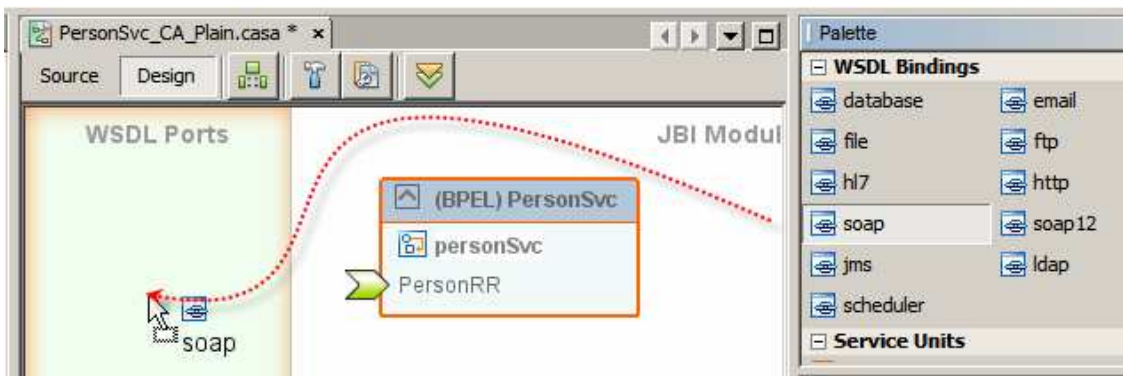 PersonSvc_CA_Plain.casa * x
Source Design
WSDL Ports
JBI Modul
(BPEL) PersonSvc
personSvc
PersonRR
soap
Palette
WSDL Bindings
database email
file ftp
hl7 http
soap soap12
jms ldap
scheduler
Service Units